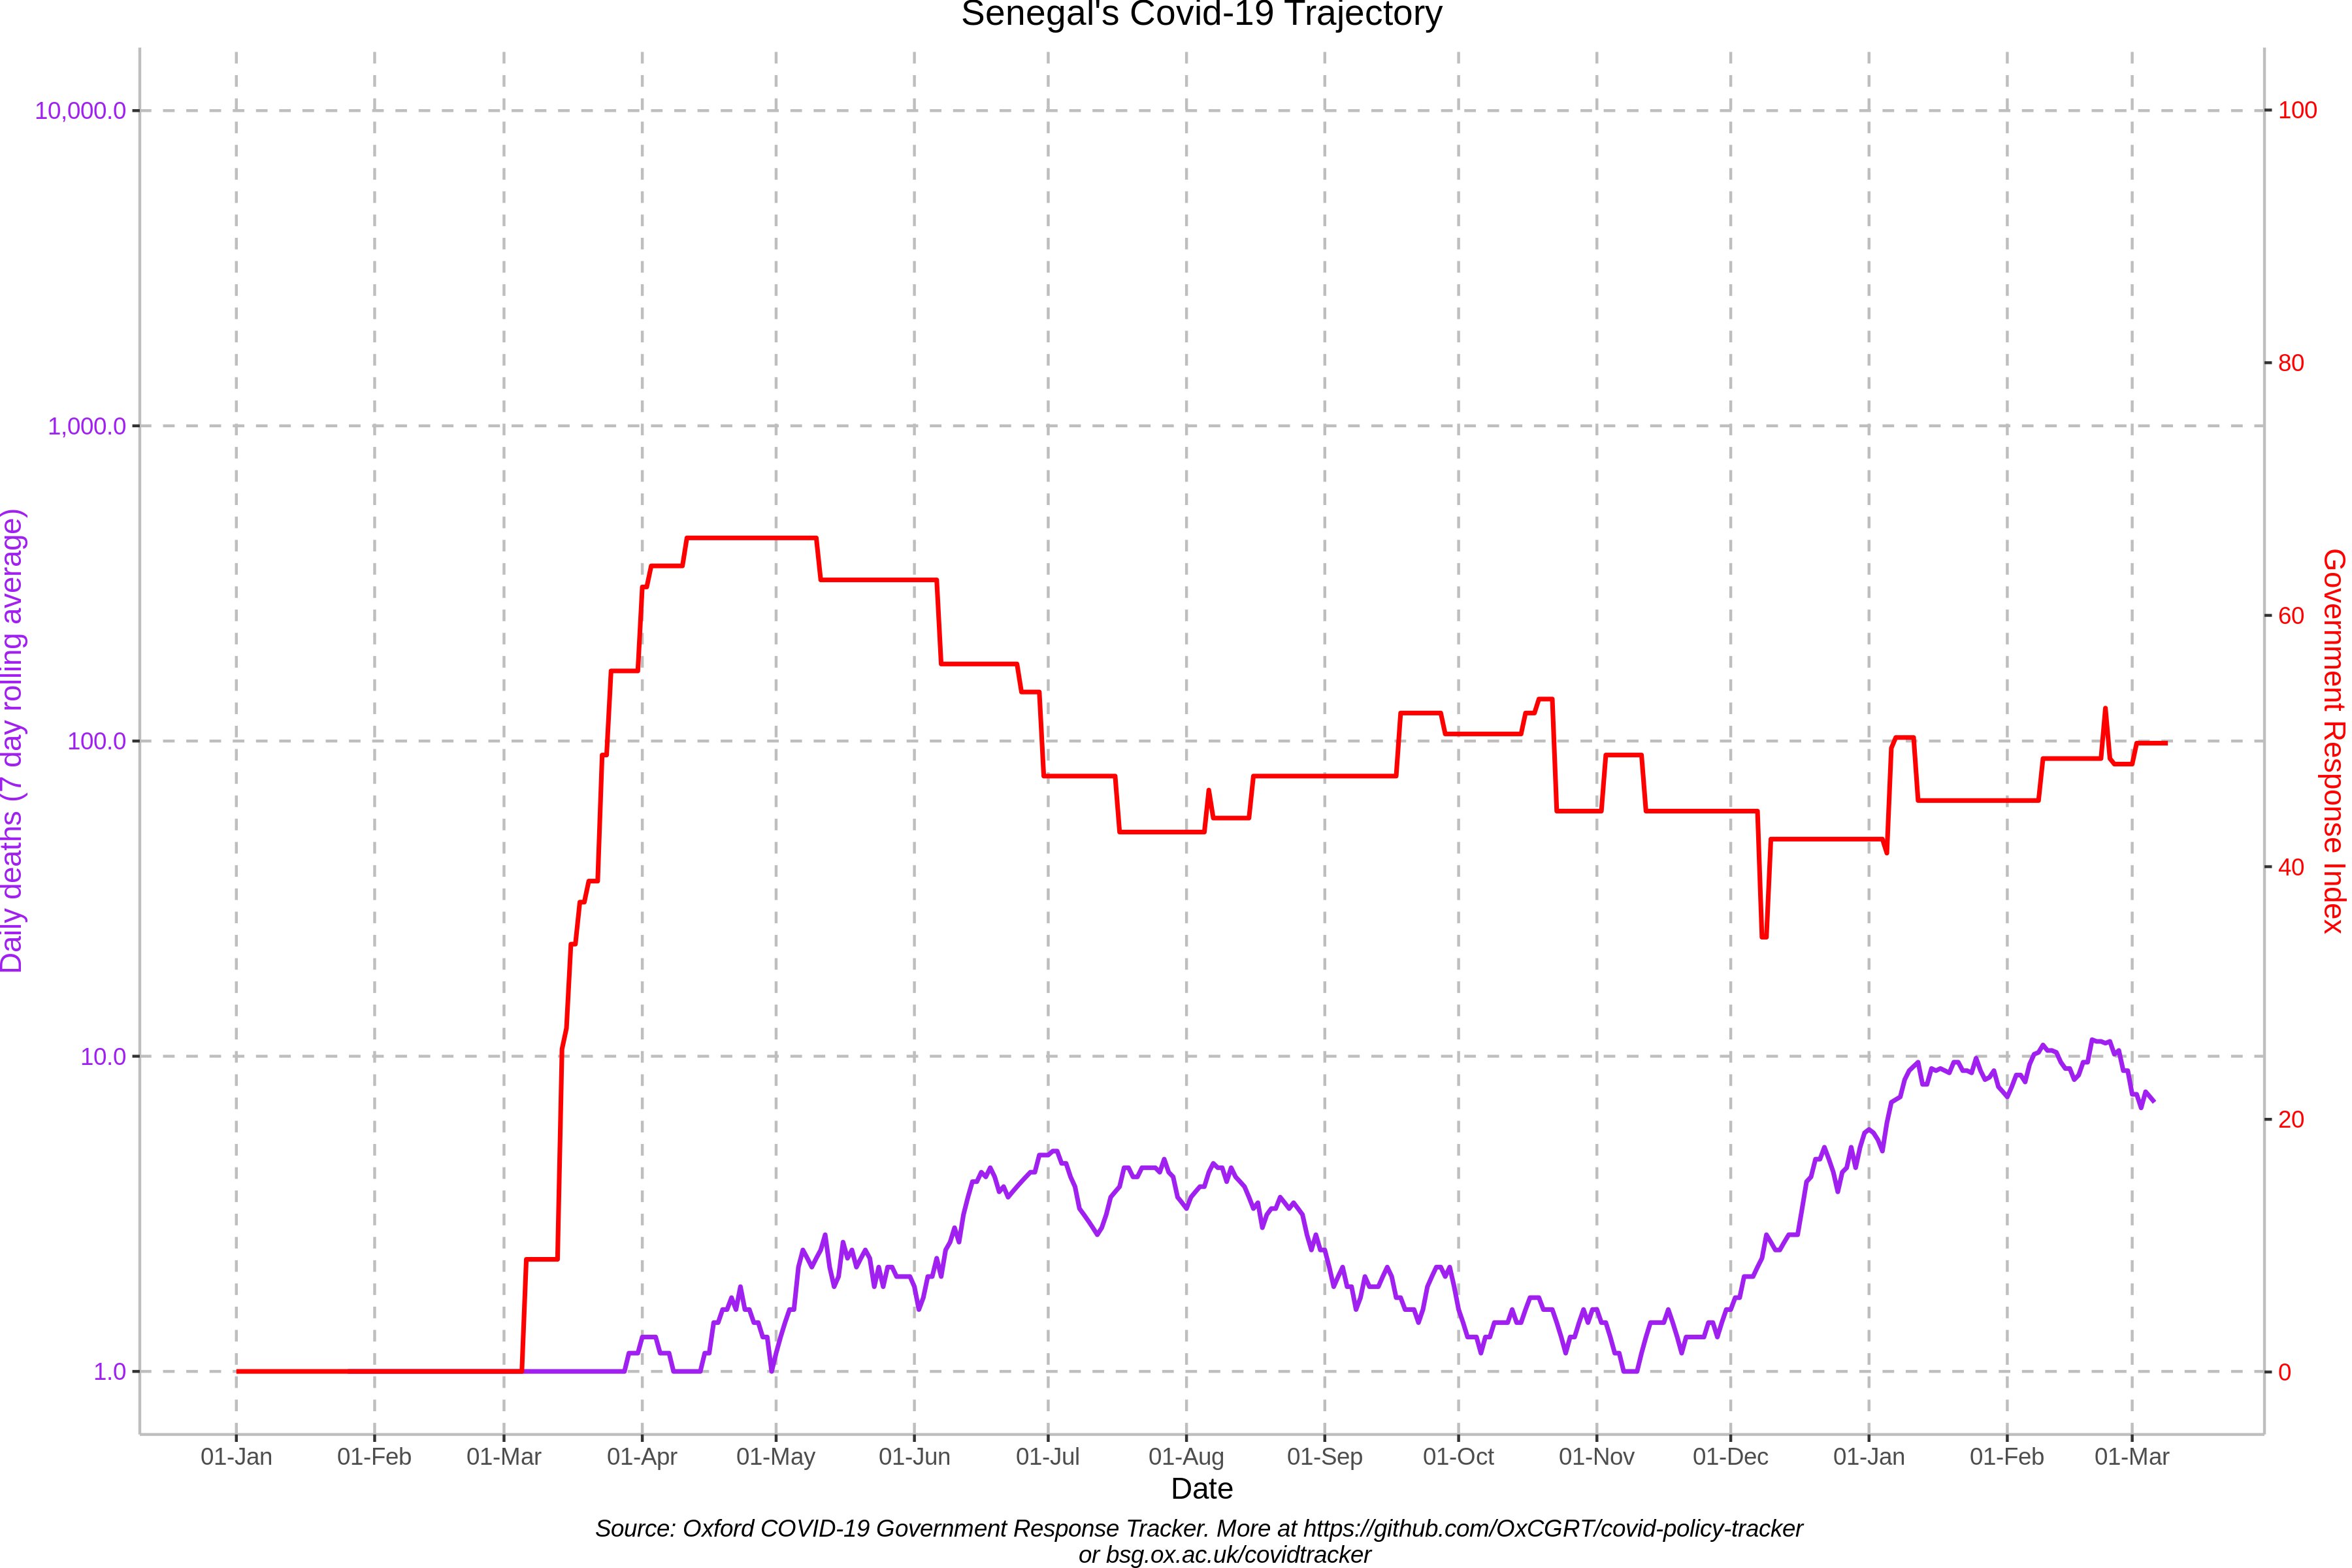 Senegal's Covid-19 Trajectory
10,000.0
1,000.0
100.0
10.0
1.0
Daily deaths (7 day rolling average)
100
80
60
40
20
0
Government Response Index
01-Jan 01-Feb 01-Mar 01-Apr 01-May 01-Jun 01-Jul 01-Aug 01-Sep 01-Oct 01-Nov 01-Dec 01-Jan 01-Feb 01-Mar
Date
Source: Oxford COVID-19 Government Response Tracker. More at https://github.com/OxCGRT/covid-policy-tracker
or bsg.ox.ac.uk/covidtracker